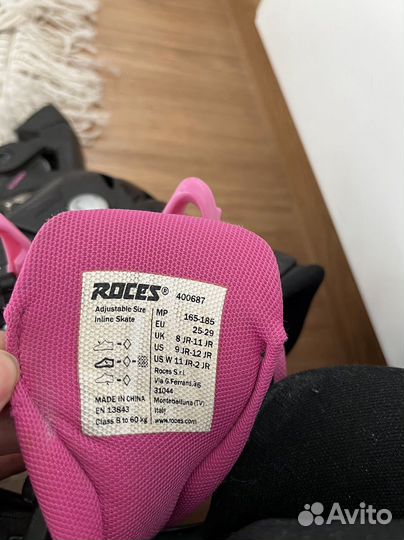 ROCES® 400687
Adjustable Size
Inline Skate
MADE IN CHINA
EN 13843
Class B to 60 kg
MP 165-185
EU 25-29
UK 8 JR-11 JR
US 9 JR-12 JR
US W 11 JR-2 JR
Roces S.r.l.
Via G.Ferraris,36
31044
Montebelluna (TV)
Italy
www.roces.com
Avito